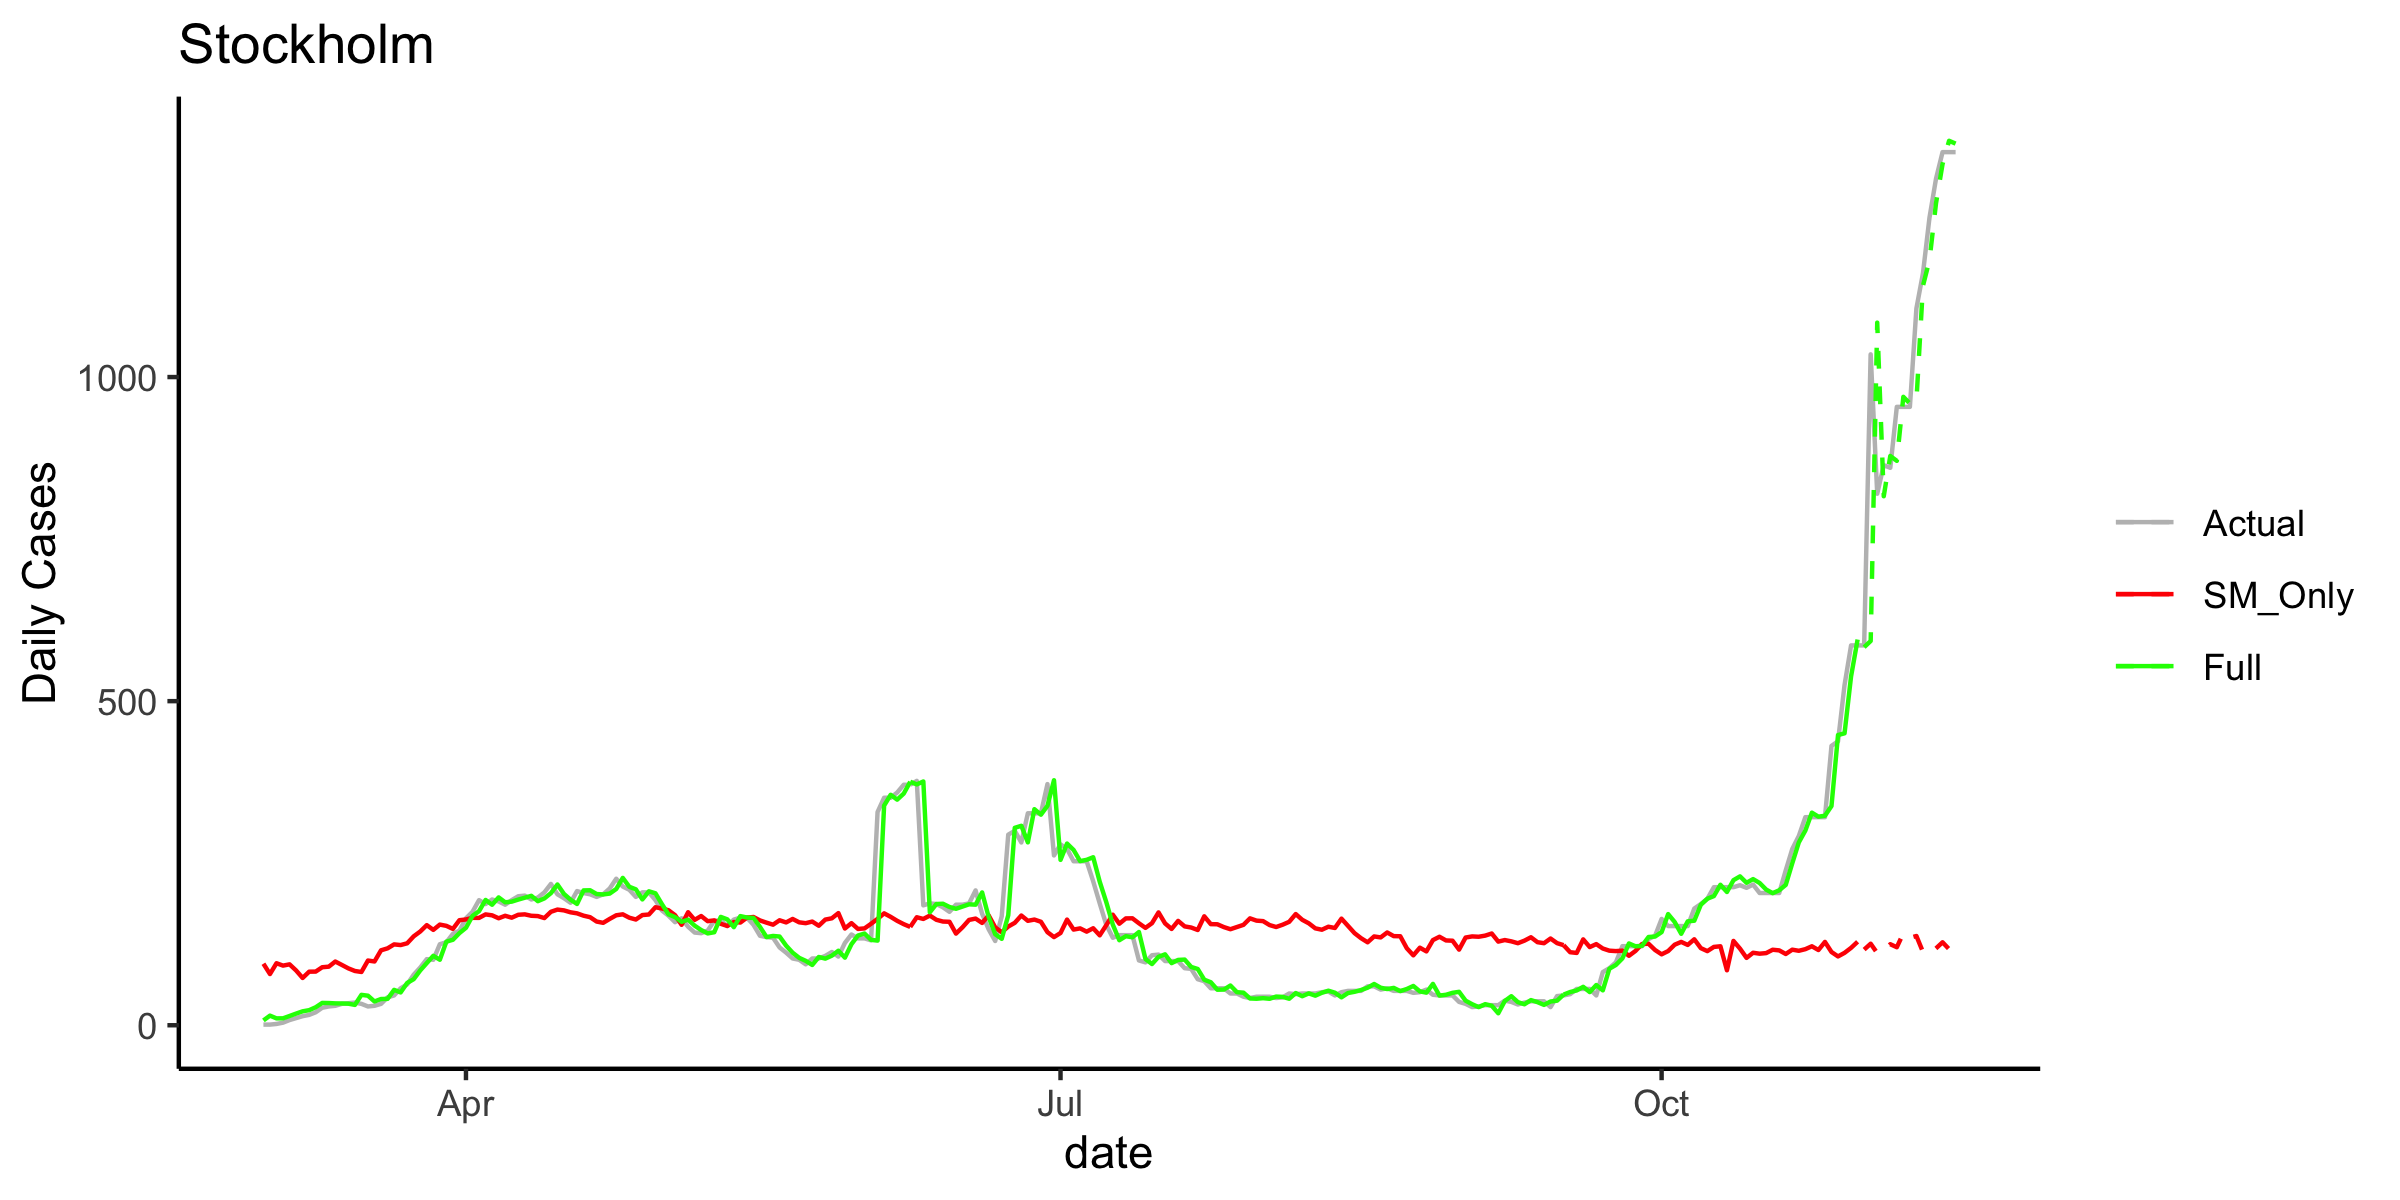 Stockholm
Daily Cases
1000
500
0
Apr
Jul
Oct
date
Actual
SM_Only
Full